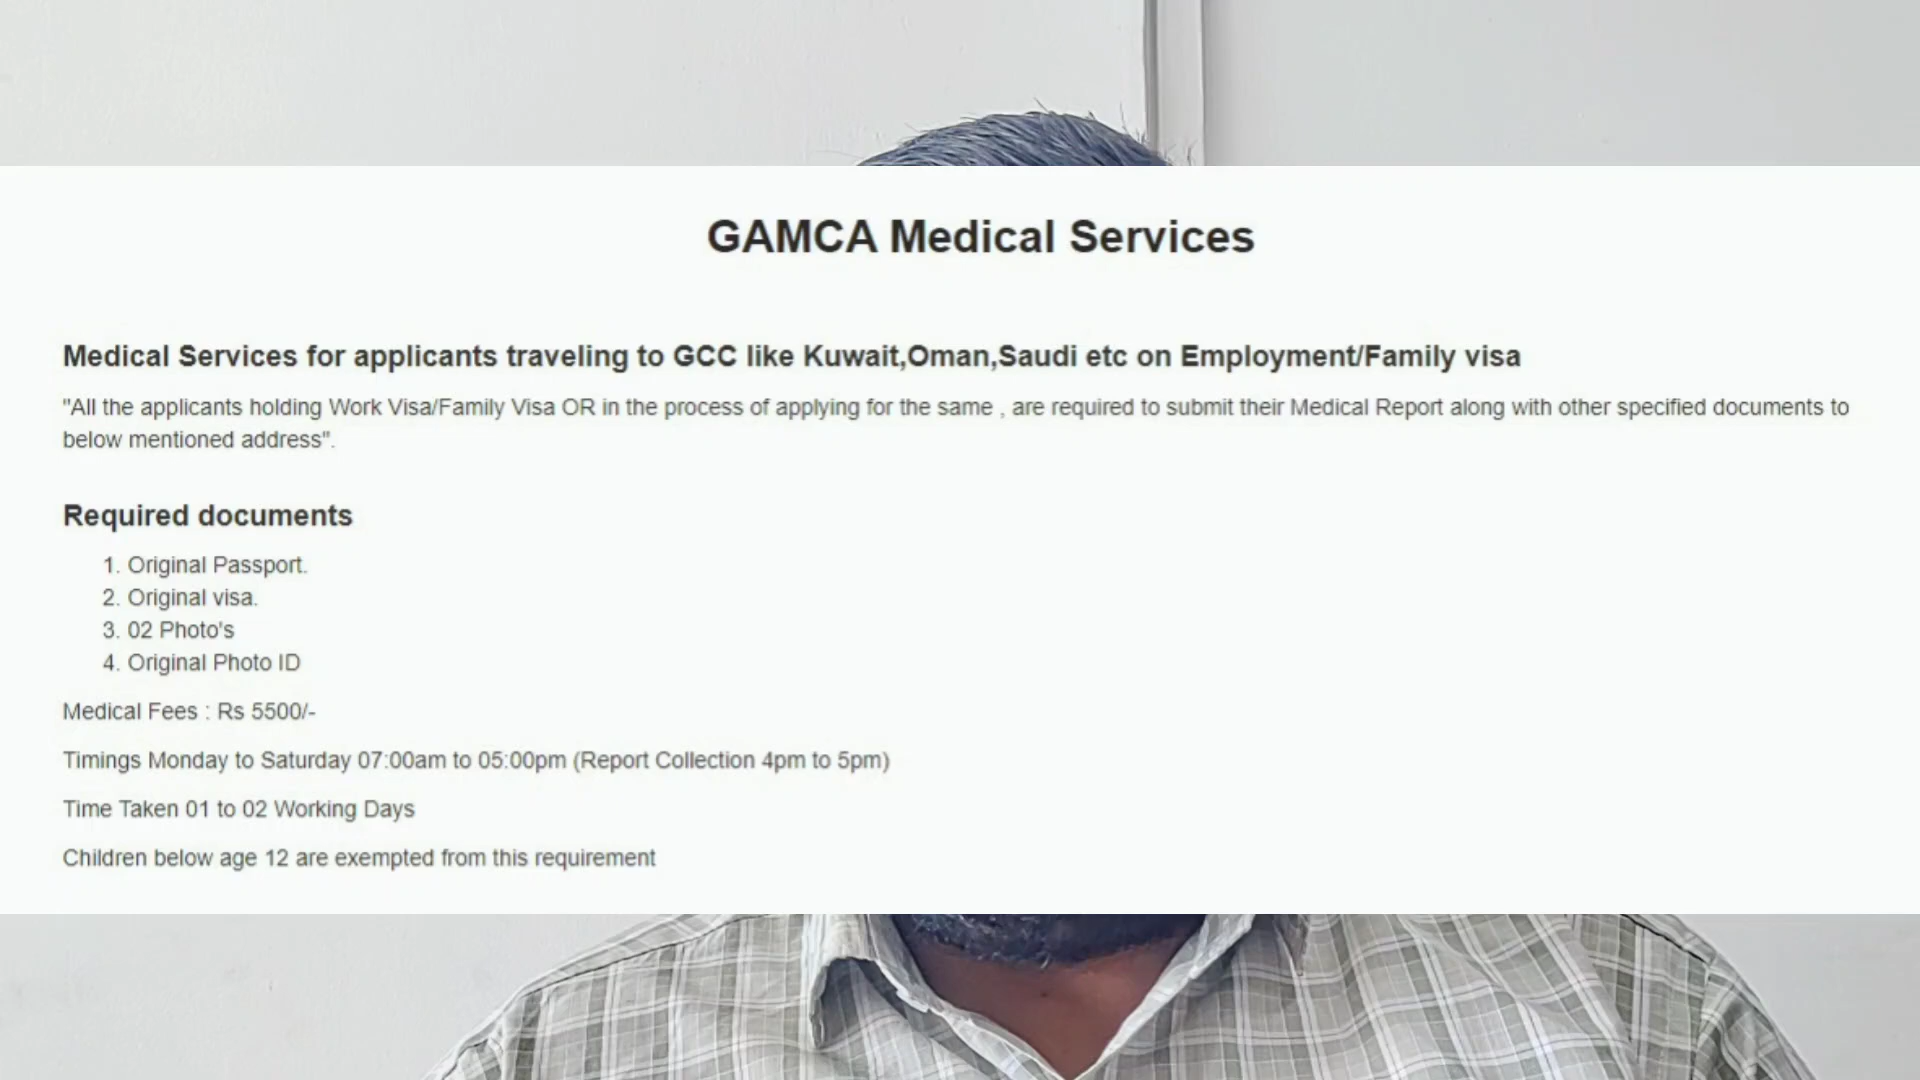 GAMCA Medical Services
Medical Services for applicants traveling to GCC like Kuwait,Oman,Saudi etc on Employment/Family visa
"All the applicants holding Work Visa/Family Visa OR in the process of applying for the same , are required to submit their Medical Report along with other specified documents to
below mentioned address".
Required documents
1. Original Passport.
2. Original visa.
3. 02 Photo's
4. Original Photo ID
Medical Fees : Rs 5500/-
Timings Monday to Saturday 07:00am to 05:00pm (Report Collection 4pm to 5pm)
Time Taken 01 to 02 Working Days
Children below age 12 are exempted from this requirement